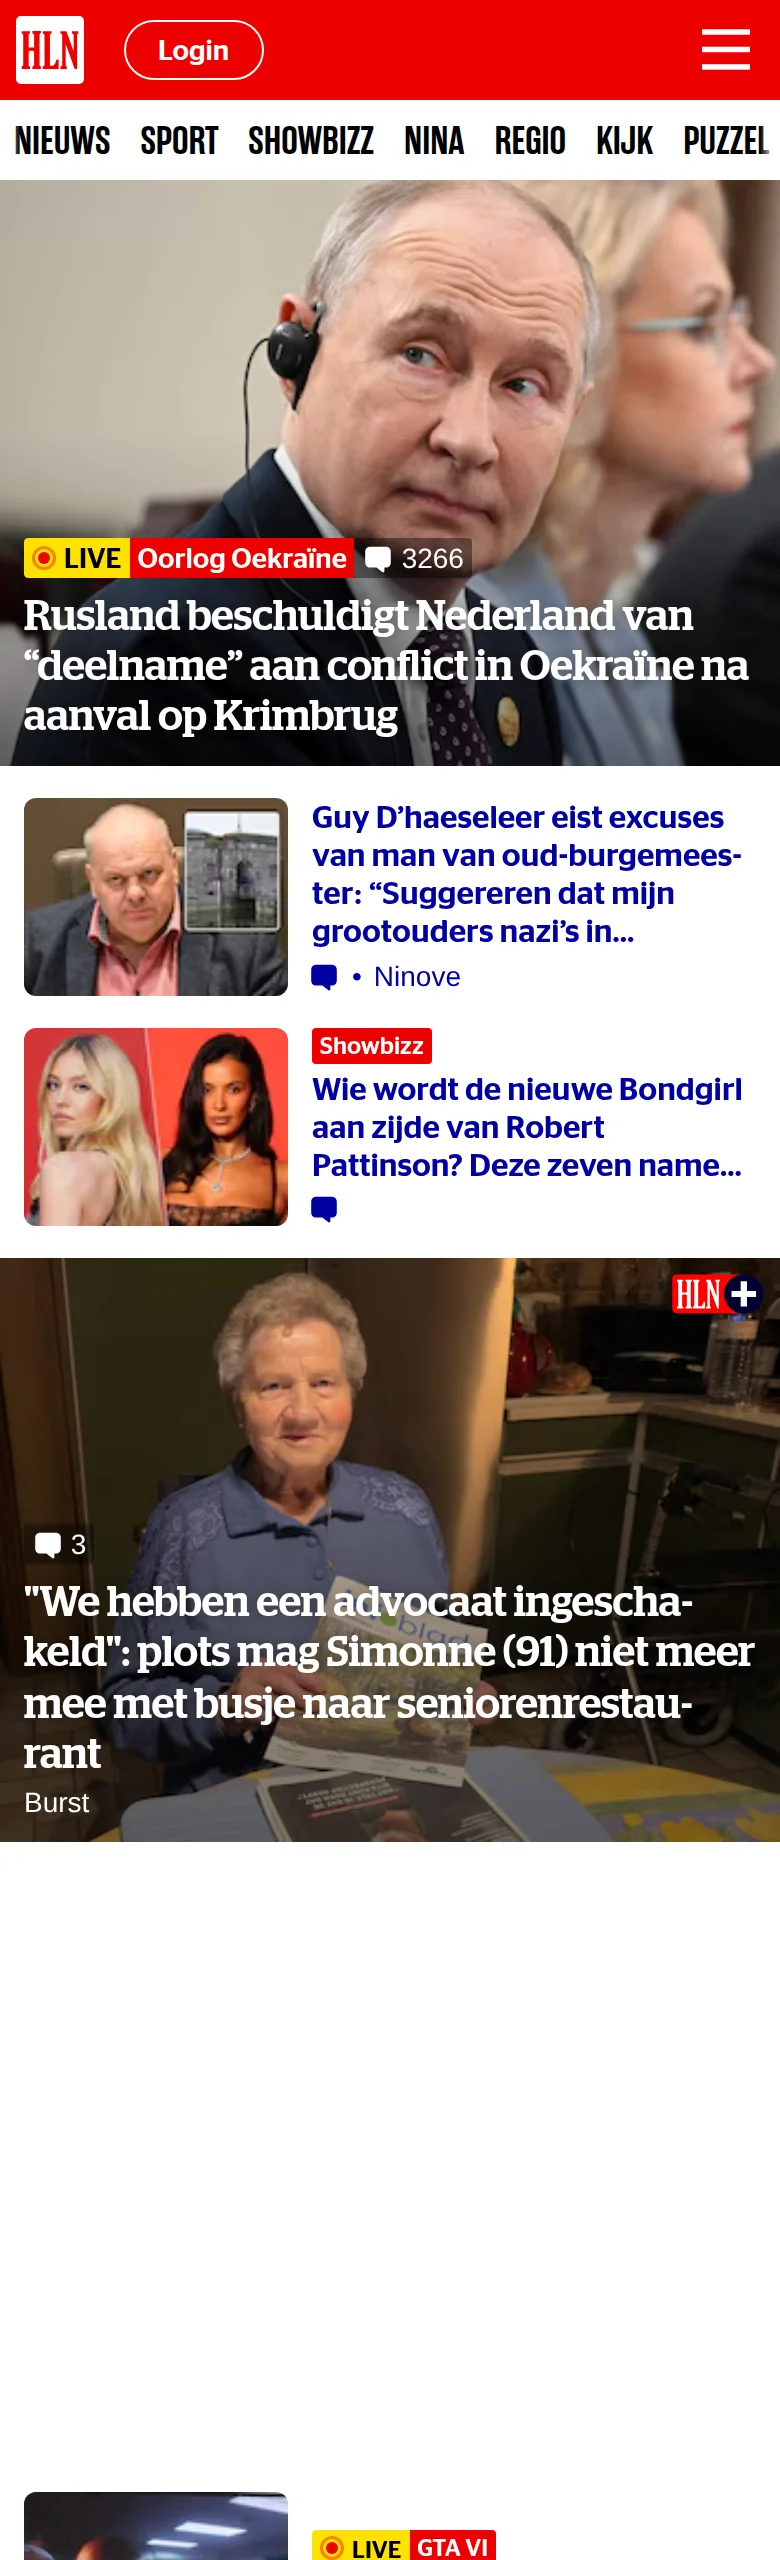 HLN
Login
NIEUWS SPORT SHOWBIZZ NINA REGIO KIJK PUZZEL
LIVE Oorlog Oekraïne 3266
Rusland beschuldigt Nederland van
“deelname” aan conflict in Oekraïne na
aanval op Krimbrug
Guy D’haeseleer eist excuses
van man van oud-burgemees-
ter: “Suggereren dat mijn
grootouders nazi’s in...
• Ninove
Showbizz
Wie wordt de nieuwe Bondgirl
aan zijde van Robert
Pattinson? Deze zeven name...
HLN+
3
"We hebben een advocaat ingescha-
keld": plots mag Simonne (91) niet meer
mee met busje naar seniorenrestau-
rant
Burst
LIVE GTA VI